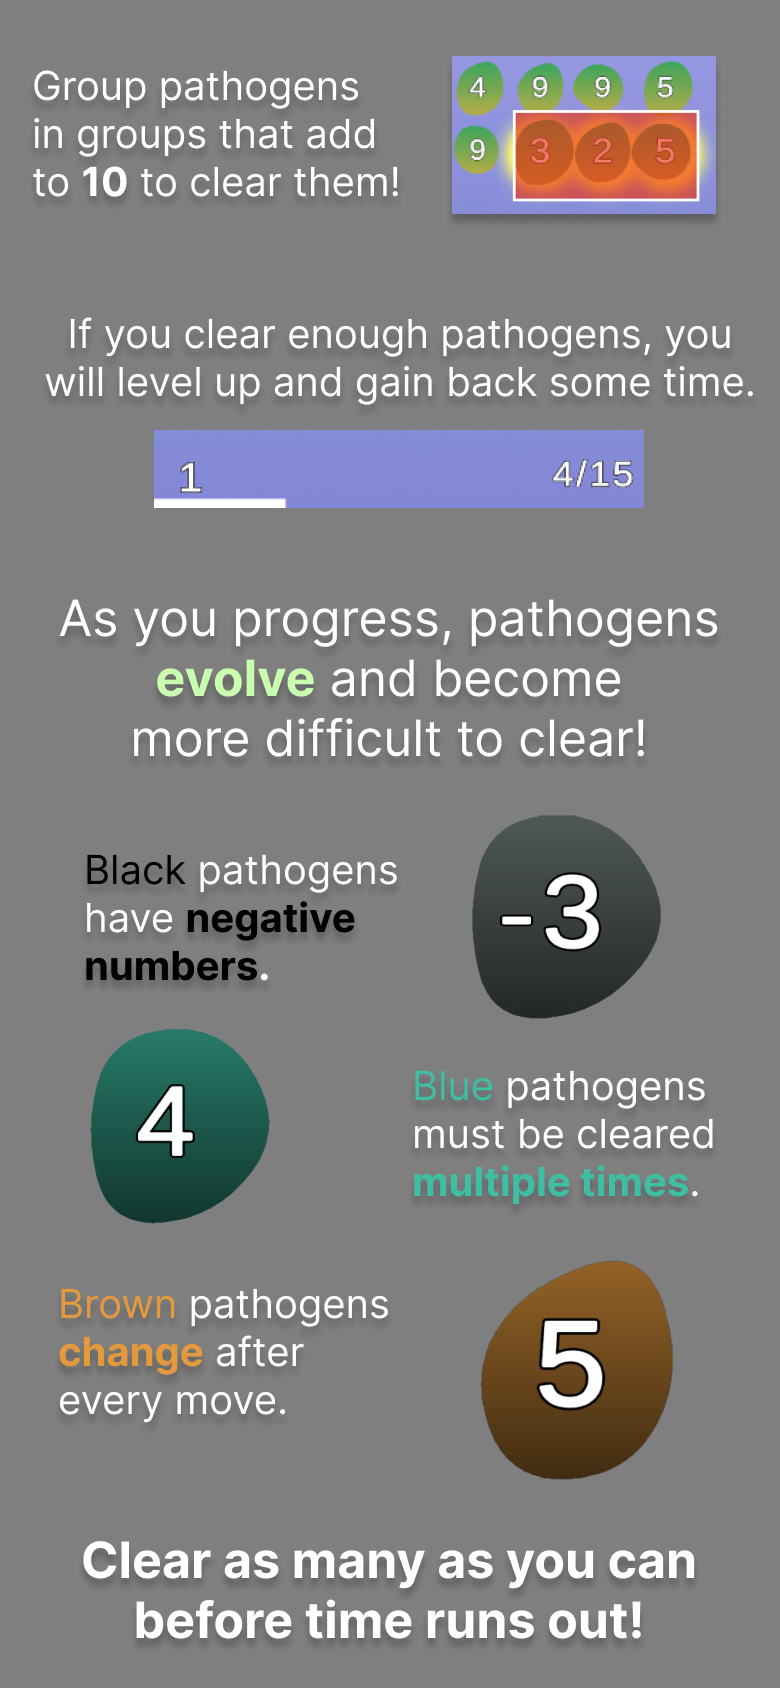 Group pathogens
in groups that add
to 10 to clear them!
4 9 9 5
9 3 2 5
If you clear enough pathogens, you
will level up and gain back some time.
1 4/15
As you progress, pathogens
evolve and become
more difficult to clear!
Black pathogens
have negative
numbers.
-3
4
Blue pathogens
must be cleared
multiple times.
Brown pathogens
change after
every move.
5
Clear as many as you can
before time runs out!